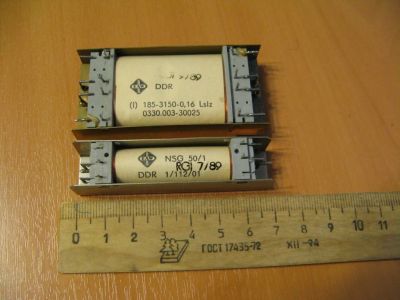 DDR
(I) 185-3150-0,16 Lslz
0330.003-30025
NSG 50/1
RGI 7/89
DDR 1/112/01
0 1 2 3 4 5 6 7 8 9 10 11
ГОСТ 17435-72 XII-94